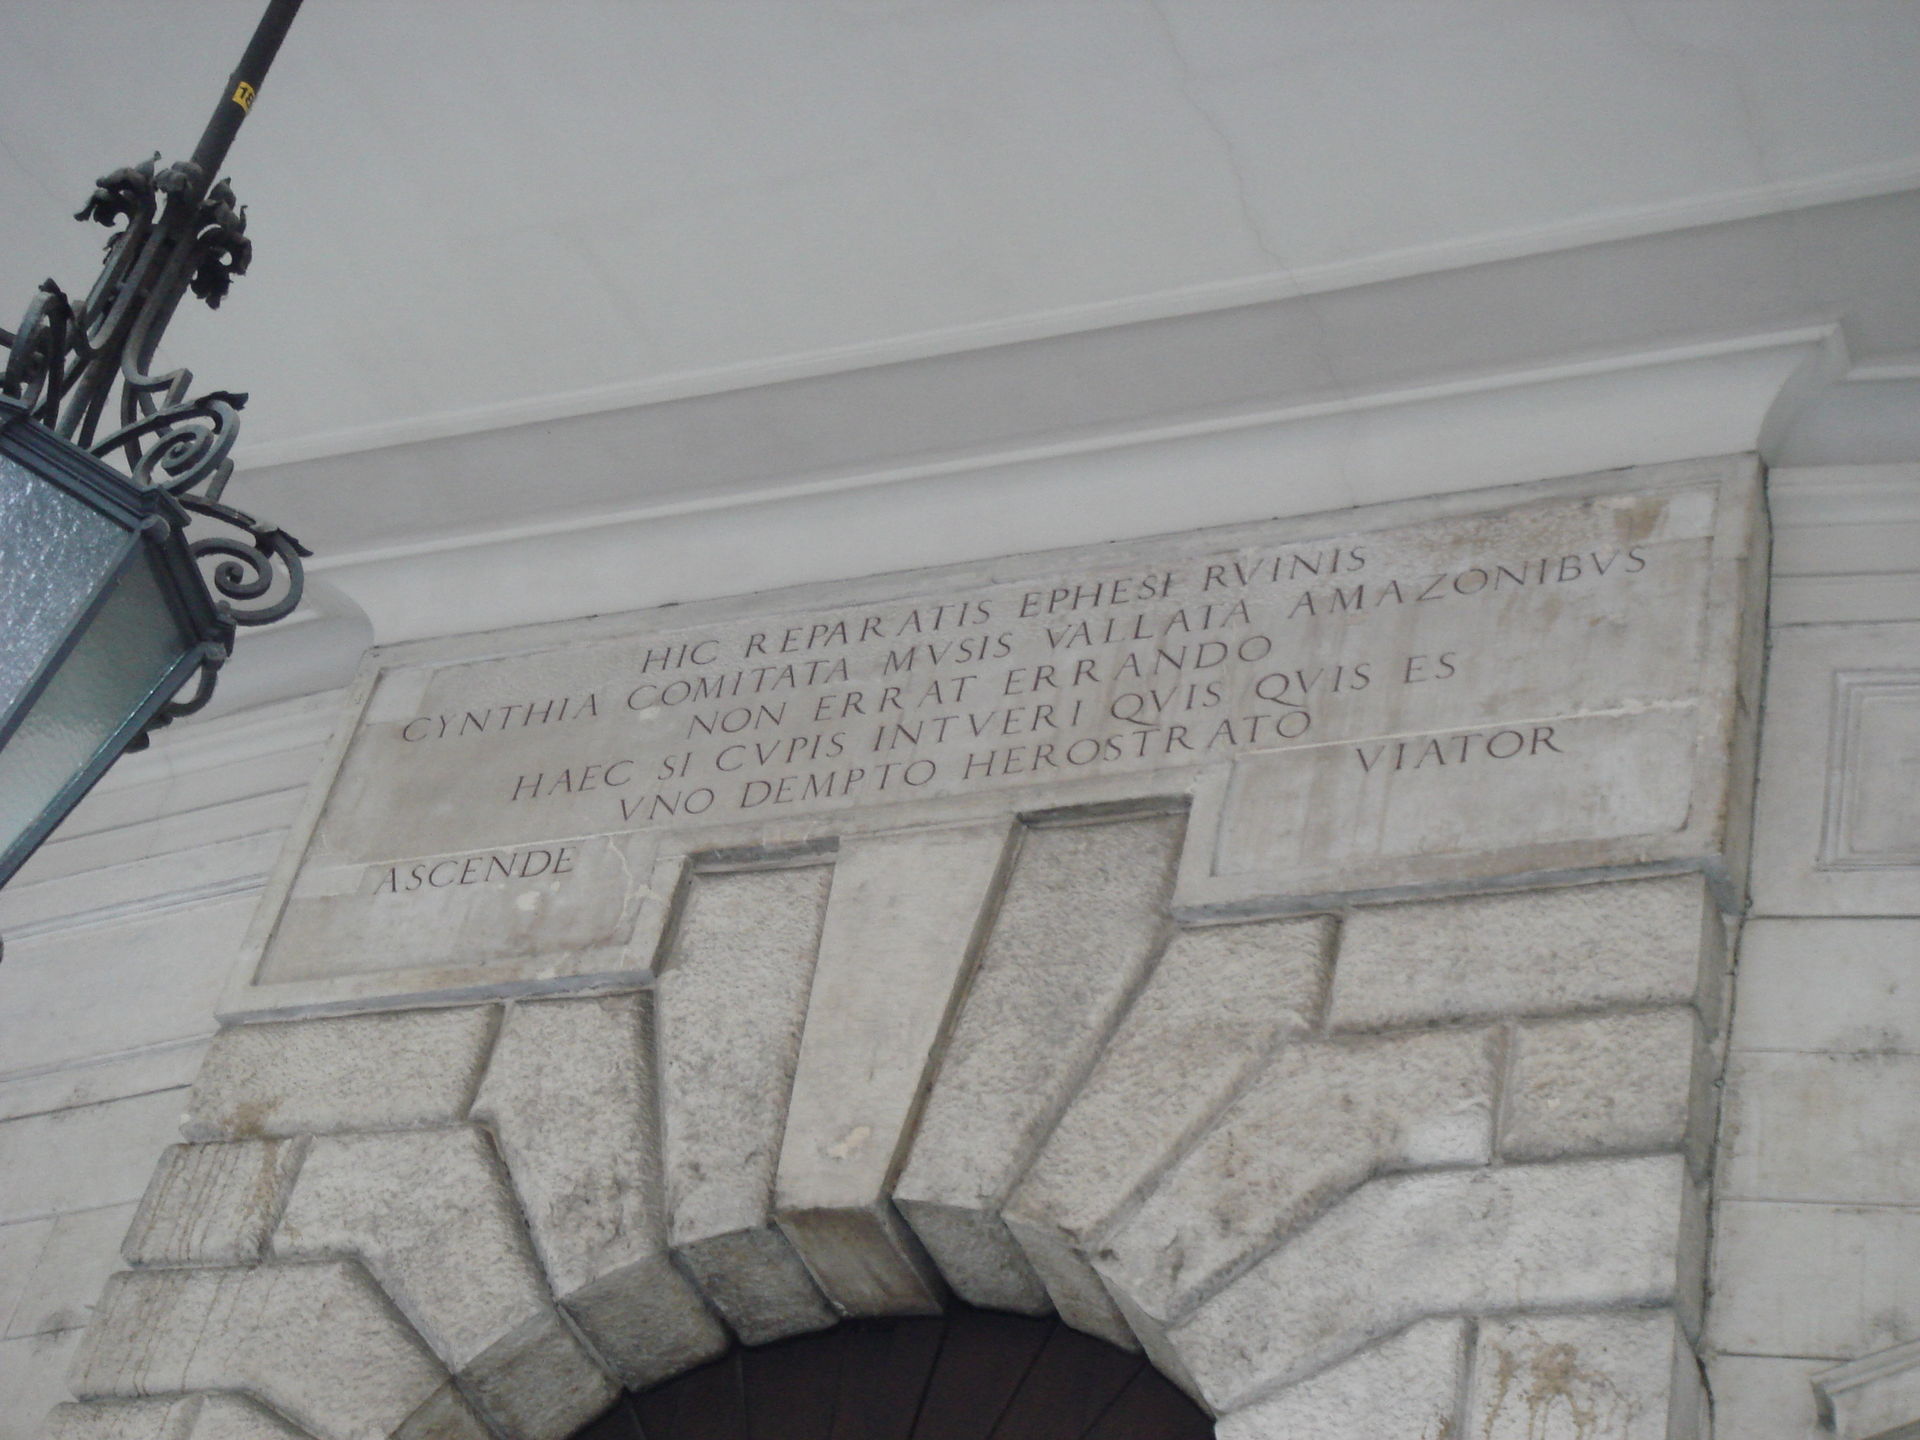 18
HIC REPARATIS EPHESI RVINIS
CYNTHIA COMITATA MVSIS VALLATA AMAZONIBVS
NON ERRAT ERRANDO
HAEC SI CVPIS INTVERI QVIS QVIS ES
VNO DEMPTO HEROSTRATO
ASCENDE VIATOR